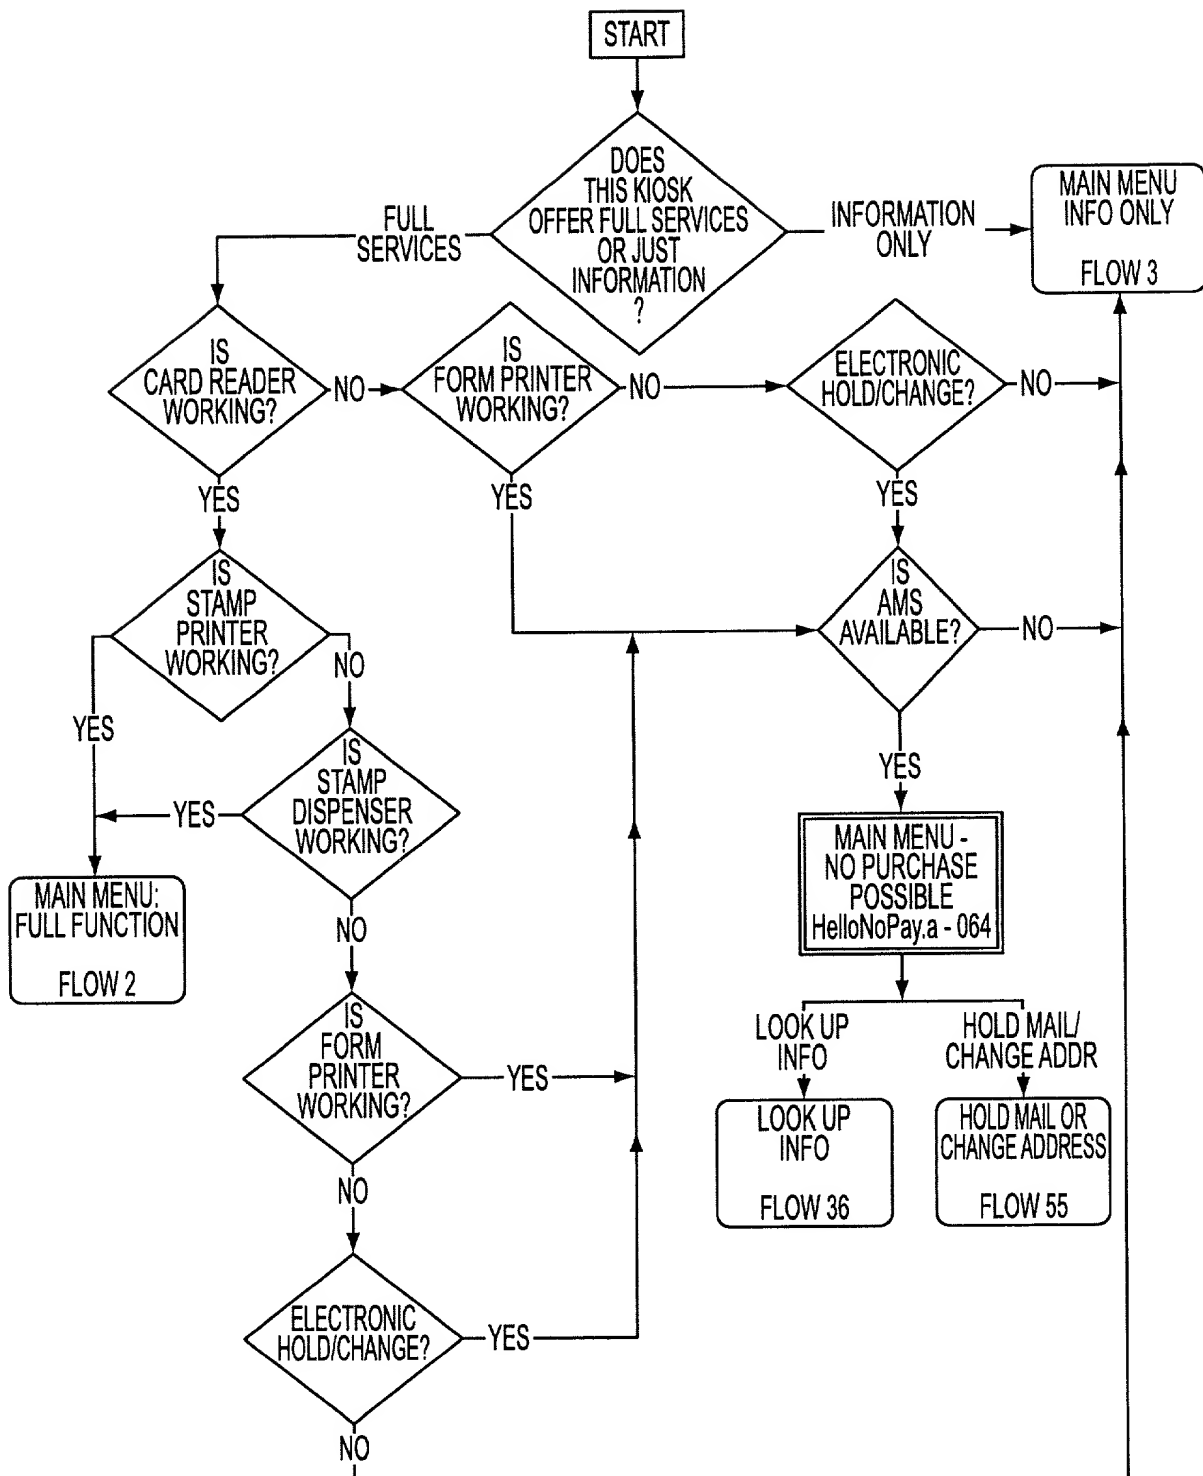 START
DOES
THIS KIOSK
OFFER FULL SERVICES
OR JUST
INFORMATION
?
FULL
SERVICES
INFORMATION
ONLY
MAIN MENU
INFO ONLY
FLOW 3
IS
CARD READER
WORKING?
NO
IS
FORM PRINTER
WORKING?
NO
ELECTRONIC
HOLD/CHANGE?
NO
YES
YES
YES
IS
STAMP
PRINTER
WORKING?
NO
YES
IS
AMS
AVAILABLE?
NO
YES
IS
STAMP
DISPENSER
WORKING?
YES
NO
MAIN MENU:
FULL FUNCTION
FLOW 2
MAIN MENU -
NO PURCHASE
POSSIBLE
HelloNoPay.a - 064
IS
FORM
PRINTER
WORKING?
YES
NO
LOOK UP
INFO
HOLD MAIL/
CHANGE ADDR
LOOK UP
INFO
FLOW 36
HOLD MAIL OR
CHANGE ADDRESS
FLOW 55
ELECTRONIC
HOLD/CHANGE?
YES
NO